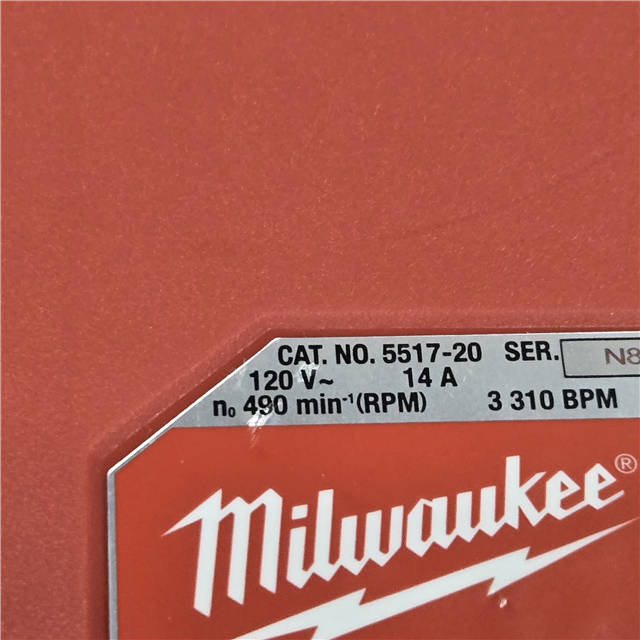 CAT. NO. 5517-20 SER. N8
120 V~ 14 A
n₀ 490 min⁻¹(RPM) 3 310 BPM
Milwaukee®